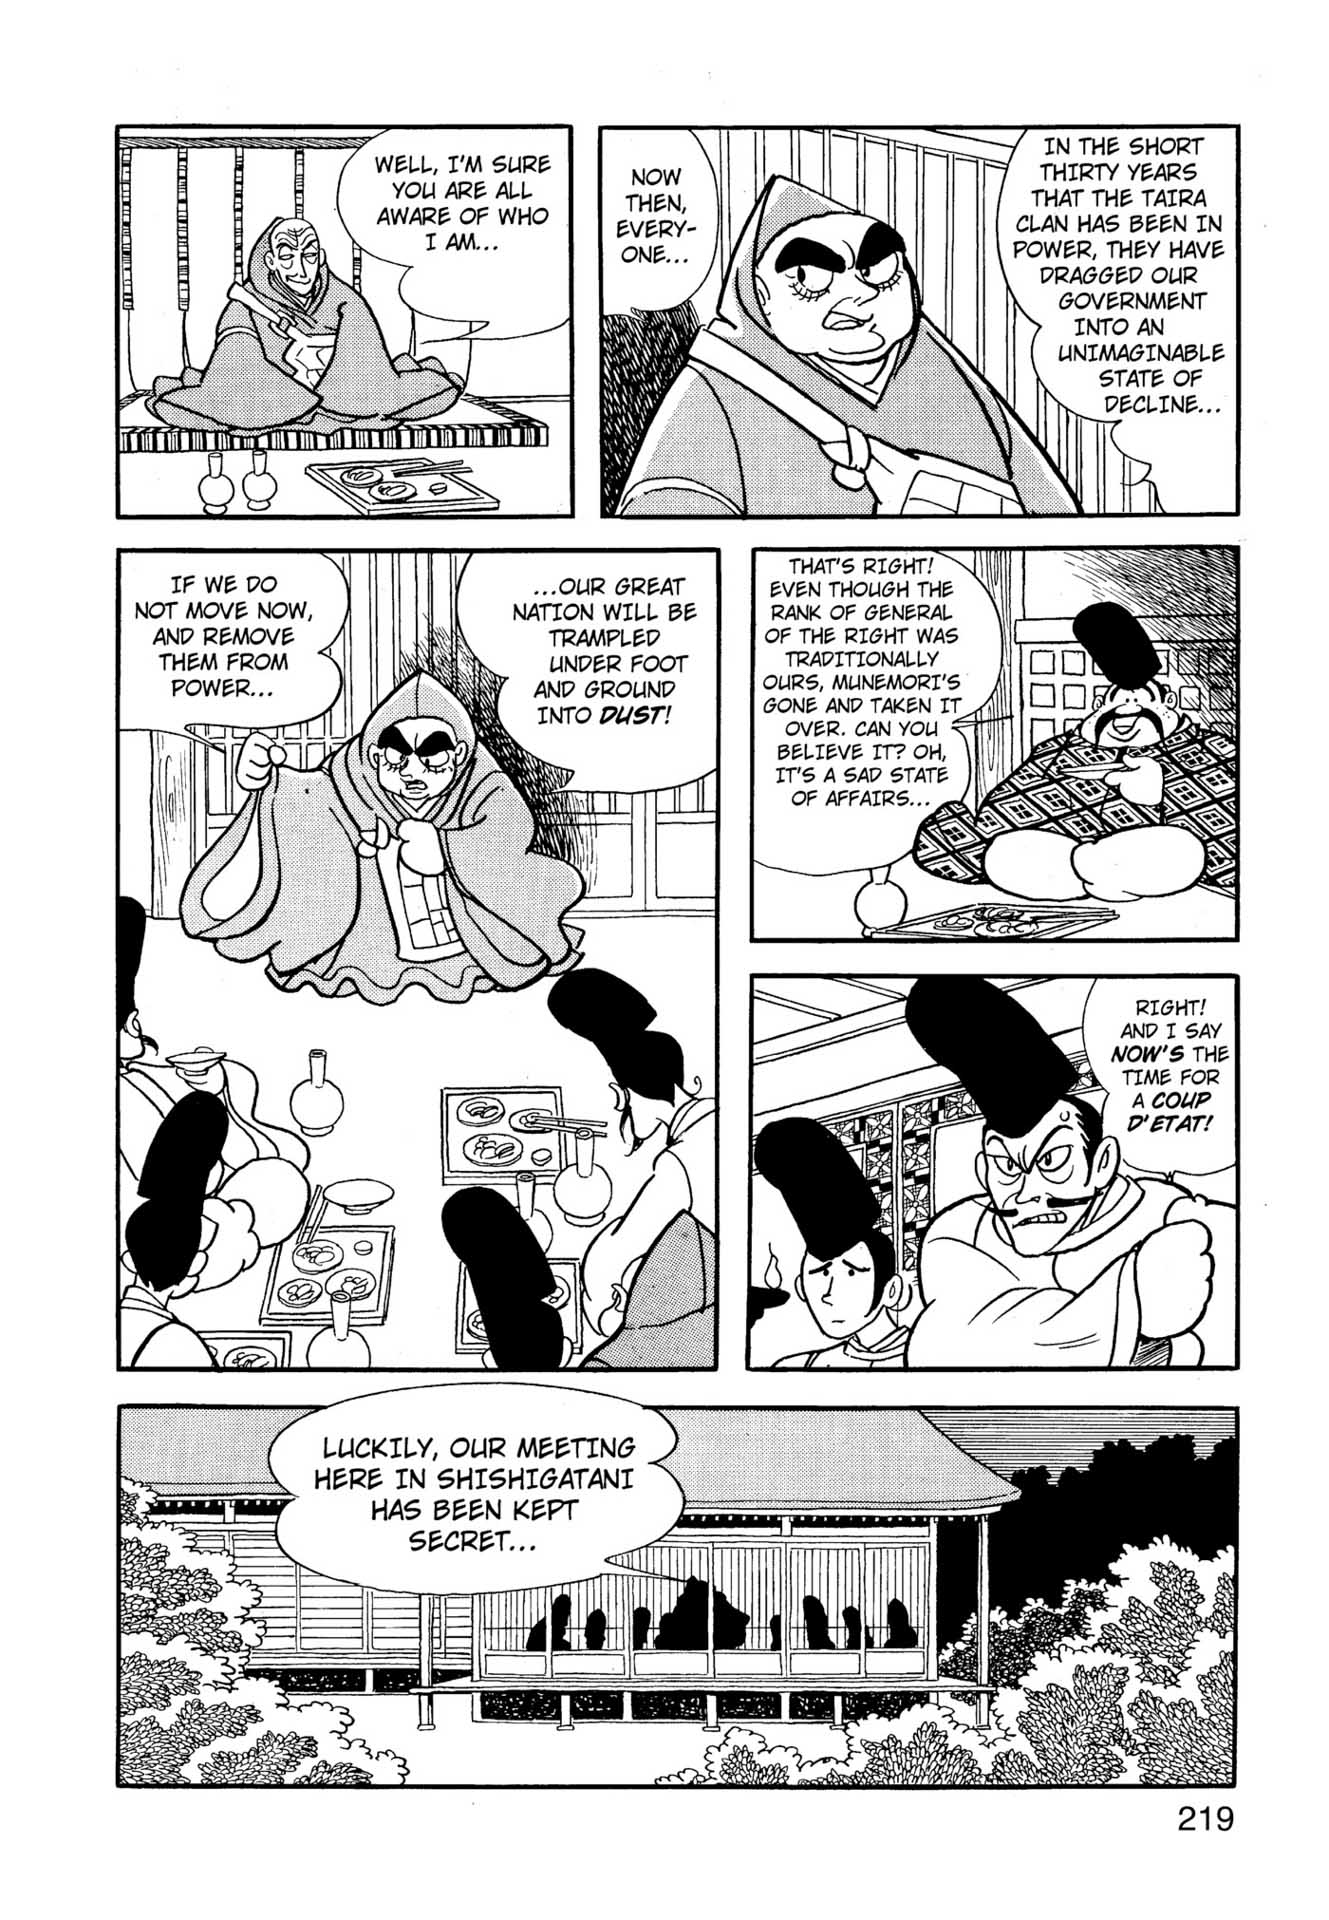 WELL, I'M SURE
YOU ARE ALL
AWARE OF WHO
I AM...
NOW
THEN,
EVERY-
ONE...
IN THE SHORT
THIRTY YEARS
THAT THE TAIRA
CLAN HAS BEEN IN
POWER, THEY HAVE
DRAGGED OUR
GOVERNMENT
INTO AN
UNIMAGINABLE
STATE OF
DECLINE...
IF WE DO
NOT MOVE NOW,
AND REMOVE
THEM FROM
POWER...
...OUR GREAT
NATION WILL BE
TRAMPLED
UNDER FOOT
AND GROUND
INTO DUST!
THAT'S RIGHT!
EVEN THOUGH THE
RANK OF GENERAL
OF THE RIGHT WAS
TRADITIONALLY
OURS, MUNEMORI'S
GONE AND TAKEN IT
OVER. CAN YOU
BELIEVE IT? OH,
IT'S A SAD STATE
OF AFFAIRS...
RIGHT!
AND I SAY
NOW'S THE
TIME FOR
A COUP
D'ETAT!
LUCKILY, OUR MEETING
HERE IN SHISHIGATANI
HAS BEEN KEPT
SECRET...
219